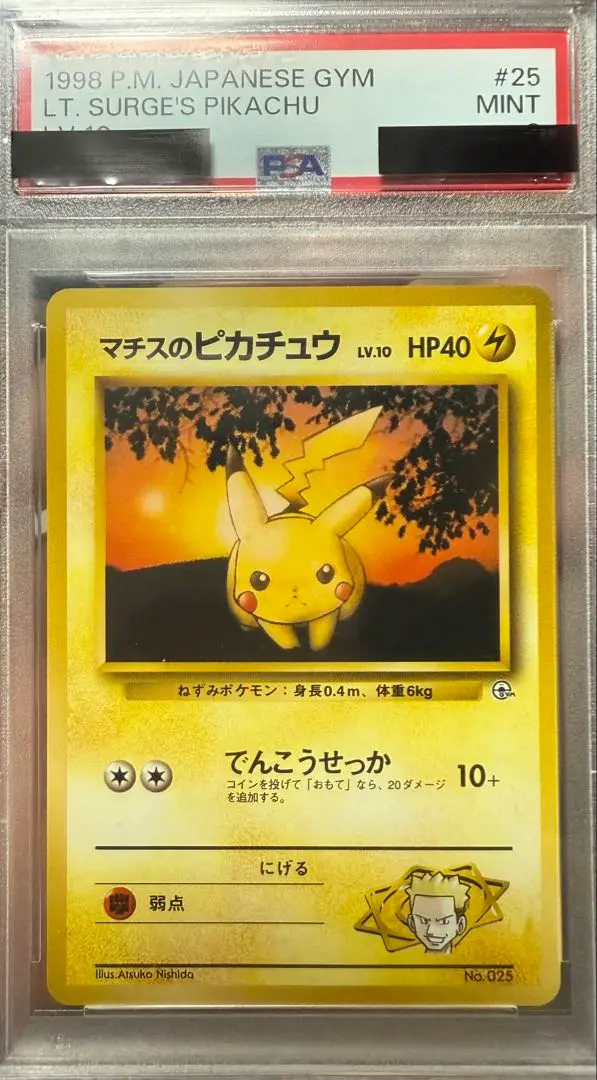 1998 P.M. JAPANESE GYM #25
LT. SURGE'S PIKACHU MINT
PSA
マチスのピカチュウ LV.10 HP40
ねずみポケモン：身長0.4m、体重6kg
GYM
でんこうせっか 10+
コインを投げて「おもて」なら、20ダメージ
を追加する。
にげる
弱点
Illus.Atsuko Nishida No.025